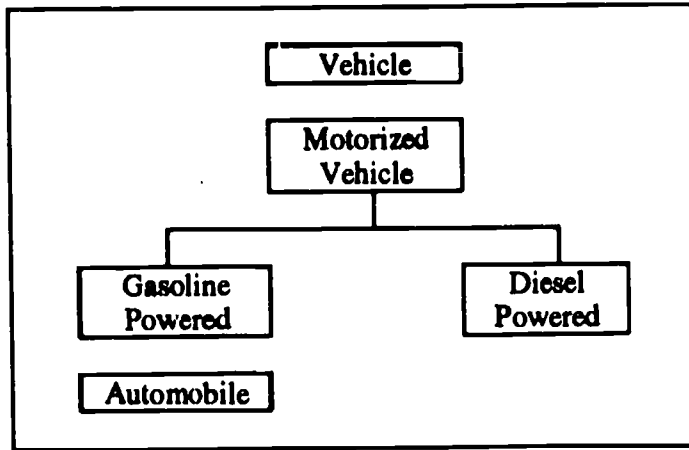 Vehicle
Motorized
Vehicle
Gasoline
Powered
Diesel
Powered
Automobile